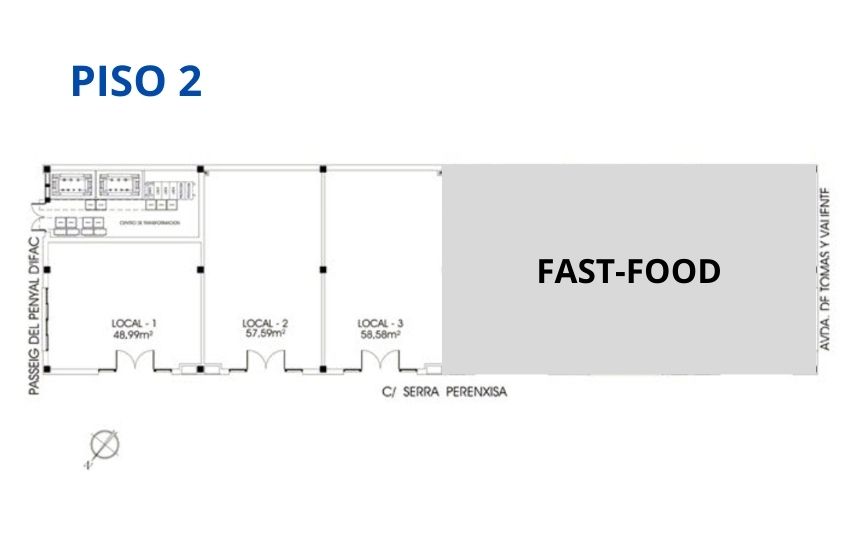 PISO 2
CENTRO DE TRANSFORMACION
PASSEIG DEL PENYAL D'IFAC
LOCAL - 1
48,99m²
LOCAL - 2
57,59m²
LOCAL - 3
58,58m²
FAST-FOOD
AVDA. DE TOMAS Y VALIENTE
C/ SERRA PERENXISA
N